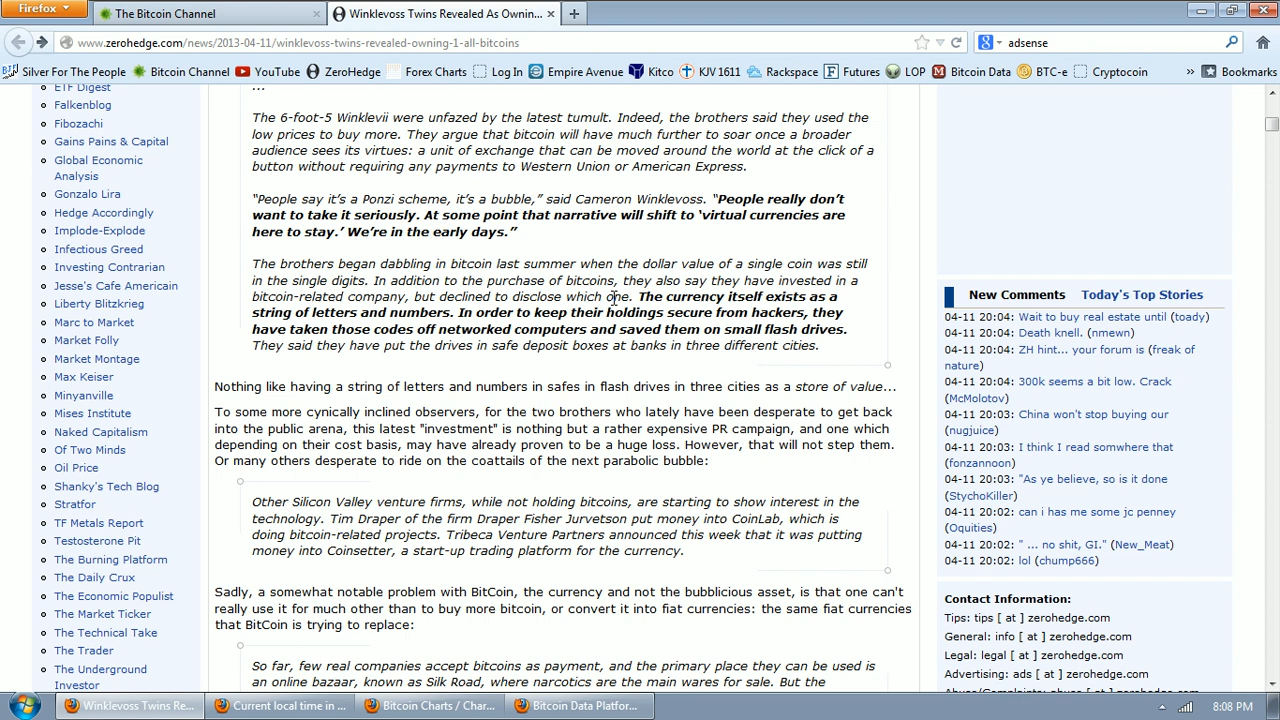 Firefox
The Bitcoin Channel
Winklevoss Twins Revealed As Ownin...
www.zerohedge.com/news/2013-04-11/winklevoss-twins-revealed-owning-1-all-bitcoins
adsense
Silver For The People
Bitcoin Channel
YouTube
ZeroHedge
Forex Charts
Log In
Empire Avenue
Kitco
KJV 1611
Rackspace
Futures
LOP
Bitcoin Data
BTC-e
Cryptocoin
»
Bookmarks
ETF Digest
Falkenblog
Fibozachi
Gains Pains & Capital
Global Economic
Analysis
Gonzalo Lira
Hedge Accordingly
Implode-Explode
Infectious Greed
Investing Contrarian
Jesse's Cafe Americain
Liberty Blitzkrieg
Marc to Market
Market Folly
Market Montage
Max Keiser
Minyanville
Mises Institute
Naked Capitalism
Of Two Minds
Oil Price
Shanky's Tech Blog
Stratfor
TF Metals Report
Testosterone Pit
The Burning Platform
The Daily Crux
The Economic Populist
The Market Ticker
The Technical Take
The Trader
The Underground
Investor
...
The 6-foot-5 Winklevii were unfazed by the latest tumult. Indeed, the brothers said they used the
low prices to buy more. They argue that bitcoin will have much further to soar once a broader
audience sees its virtues: a unit of exchange that can be moved around the world at the click of a
button without requiring any payments to Western Union or American Express.
“People say it’s a Ponzi scheme, it’s a bubble,” said Cameron Winklevoss. “People really don’t
want to take it seriously. At some point that narrative will shift to ‘virtual currencies are
here to stay.’ We’re in the early days.”
The brothers began dabbling in bitcoin last summer when the dollar value of a single coin was still
in the single digits. In addition to the purchase of bitcoins, they also say they have invested in a
bitcoin-related company, but declined to disclose which one. The currency itself exists as a
string of letters and numbers. In order to keep their holdings secure from hackers, they
have taken those codes off networked computers and saved them on small flash drives.
They said they have put the drives in safe deposit boxes at banks in three different cities.
Nothing like having a string of letters and numbers in safes in flash drives in three cities as a store of value...
To some more cynically inclined observers, for the two brothers who lately have been desperate to get back
into the public arena, this latest "investment" is nothing but a rather expensive PR campaign, and one which
depending on their cost basis, may have already proven to be a huge loss. However, that will not step them.
Or many others desperate to ride on the coattails of the next parabolic bubble:
Other Silicon Valley venture firms, while not holding bitcoins, are starting to show interest in the
technology. Tim Draper of the firm Draper Fisher Jurvetson put money into CoinLab, which is
doing bitcoin-related projects. Tribeca Venture Partners announced this week that it was putting
money into Coinsetter, a start-up trading platform for the currency.
Sadly, a somewhat notable problem with BitCoin, the currency and not the bubblicious asset, is that one can't
really use it for much other than to buy more bitcoin, or convert it into fiat currencies: the same fiat currencies
that BitCoin is trying to replace:
So far, few real companies accept bitcoins as payment, and the primary place they can be used is
an online bazaar, known as Silk Road, where narcotics are the main wares for sale. But the
New Comments
Today's Top Stories
04-11 20:04: Wait to buy real estate until (toady)
04-11 20:04: Death knell. (nmewn)
04-11 20:04: ZH hint... your forum is (freak of
nature)
04-11 20:04: 300k seems a bit low. Crack
(McMolotov)
04-11 20:03: China won't stop buying our
(nugjuice)
04-11 20:03: I think I read somwhere that
(fonzannoon)
04-11 20:03: "As ye believe, so is it done
(StychoKiller)
04-11 20:02: can i has me some jc penney
(Oquities)
04-11 20:02: " ... no shit, GI." (New_Meat)
04-11 20:02: lol (chump666)
Contact Information:
Tips: tips [ at ] zerohedge.com
General: info [ at ] zerohedge.com
Legal: legal [ at ] zerohedge.com
Advertising: ads [ at ] zerohedge.com
Abuse/Complaints: abuse [ at ] zerohedge.com
Winklevoss Twins Re...
Current local time in ...
Bitcoin Charts / Char...
Bitcoin Data Platfor...
8:08 PM